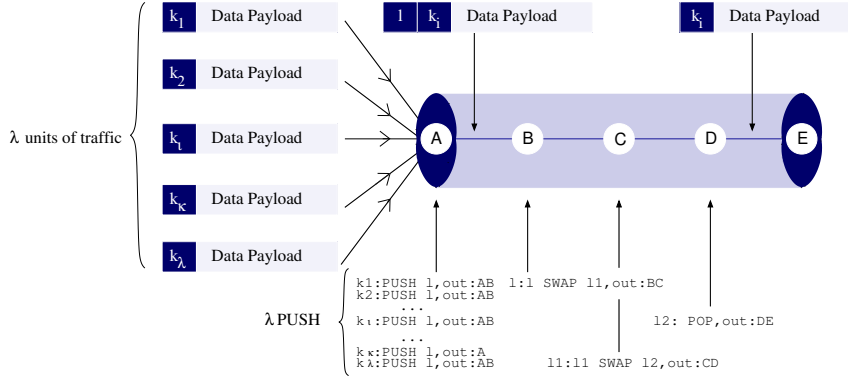 k1 Data Payload
l ki Data Payload
ki Data Payload
k2 Data Payload
λ units of traffic
kι Data Payload
A B C D E
kκ Data Payload
kλ Data Payload
λ PUSH
k1:PUSH l,out:AB
k2:PUSH l,out:AB
...
kι:PUSH l,out:AB
...
kκ:PUSH l,out:A
kλ:PUSH l,out:AB
l:l SWAP l1,out:BC
l1:l1 SWAP l2,out:CD
l2: POP,out:DE